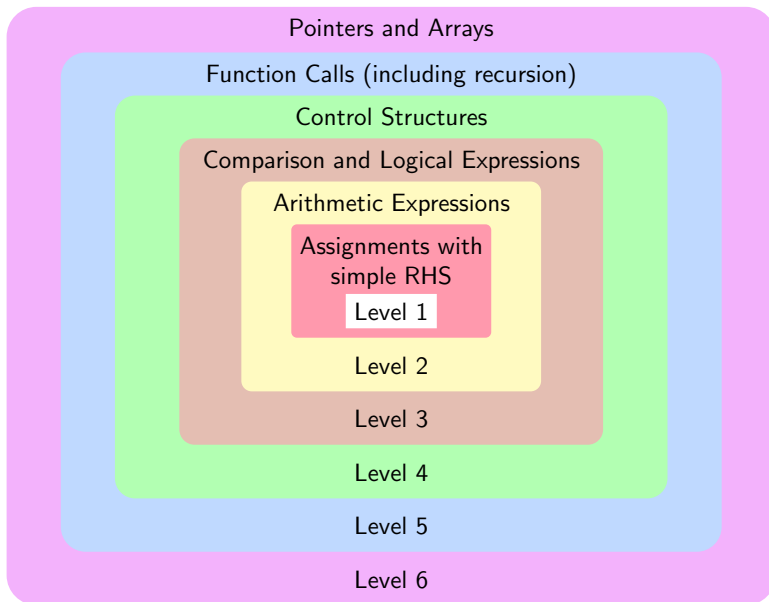 Pointers and Arrays
Function Calls (including recursion)
Control Structures
Comparison and Logical Expressions
Arithmetic Expressions
Assignments with
simple RHS
Level 1
Level 2
Level 3
Level 4
Level 5
Level 6